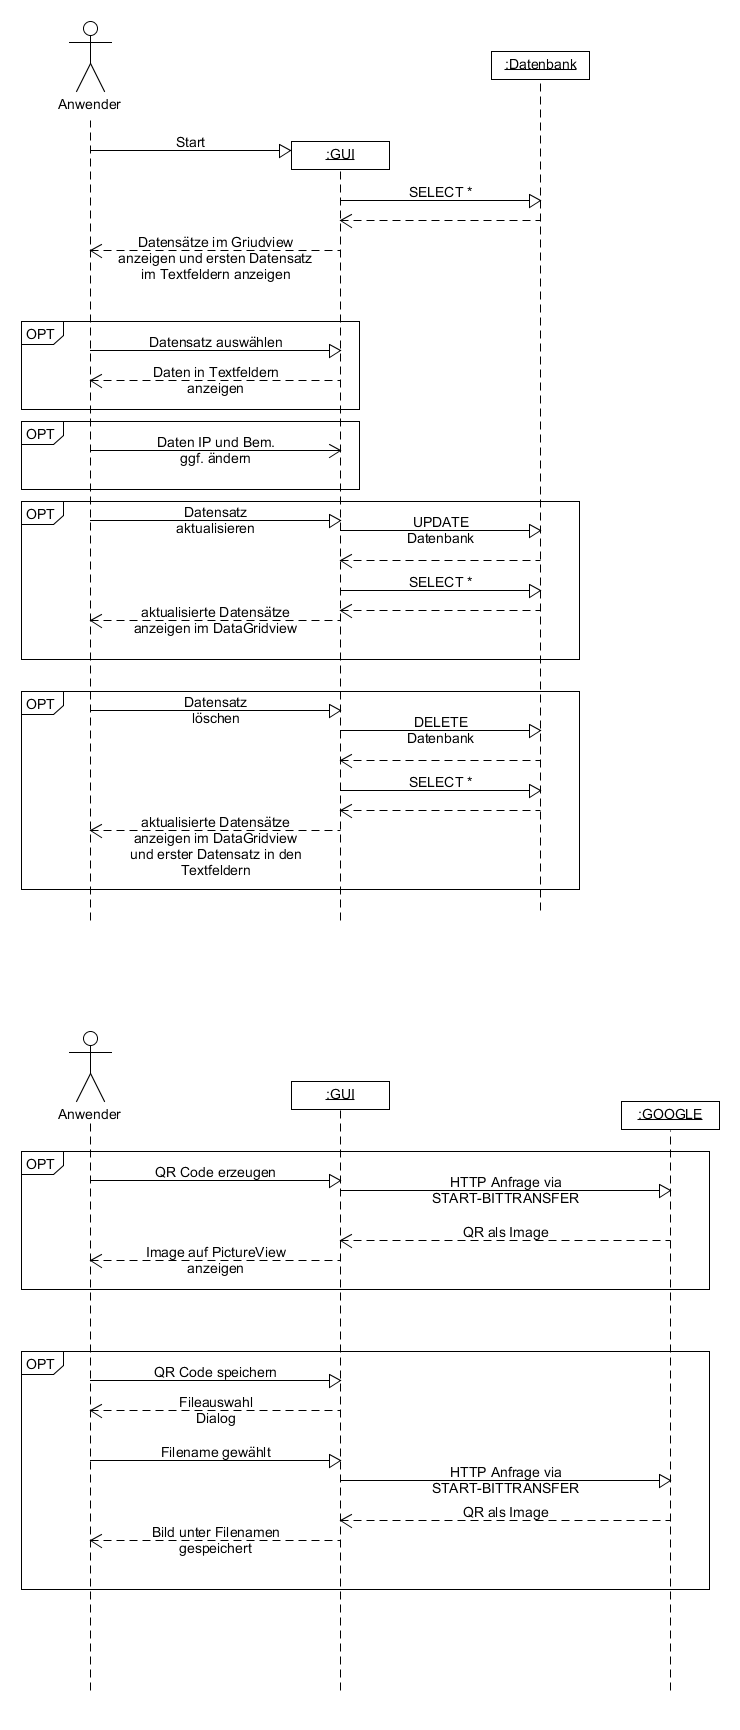 Anwender
:Datenbank
Start
:GUI
SELECT *
Datensätze im Griudview
anzeigen und ersten Datensatz
im Textfeldern anzeigen
OPT
Datensatz auswählen
Daten in Textfeldern
anzeigen
OPT
Daten IP und Bem.
ggf. ändern
OPT
Datensatz
aktualisieren
UPDATE
Datenbank
SELECT *
aktualisierte Datensätze
anzeigen im DataGridview
OPT
Datensatz
löschen
DELETE
Datenbank
SELECT *
aktualisierte Datensätze
anzeigen im DataGridview
und erster Datensatz in den
Textfeldern
Anwender
:GUI
:GOOGLE
OPT
QR Code erzeugen
HTTP Anfrage via
START-BITTRANSFER
QR als Image
Image auf PictureView
anzeigen
OPT
QR Code speichern
Fileauswahl
Dialog
Filename gewählt
HTTP Anfrage via
START-BITTRANSFER
QR als Image
Bild unter Filenamen
gespeichert